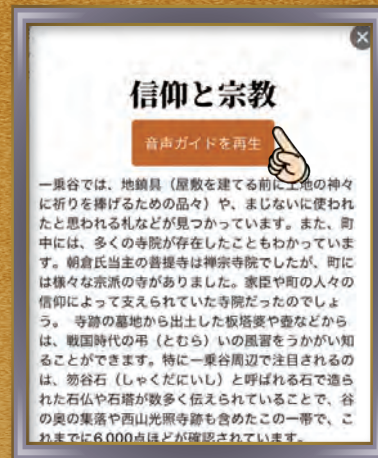 信仰と宗教
音声ガイドを再生
一乗谷では、地鎮具（屋敷を建てる前に土地の神々
に祈りを捧げるための品々）や、まじないに使われ
たと思われる札などが見つかっています。また、町
中には、多くの寺院が存在したこともわかっていま
す。朝倉氏当主の菩提寺は禅宗寺院でしたが、町に
は様々な宗派の寺がありました。家臣や町の人々の
信仰によって支えられていた寺院だったのでしょ
う。 寺跡の墓地から出土した板塔婆や壺などから
は、戦国時代の弔（とむら）いの風習をうかがい知
ることができます。特に一乗谷周辺で注目されるの
は、笏谷石（しゃくだにいし）と呼ばれる石で造ら
れた石仏や石塔が数多く伝えられていることで、谷
の奥の集落や西山光照寺跡も含めたこの一帯で、こ
れまでに6,000点ほどが確認されています。